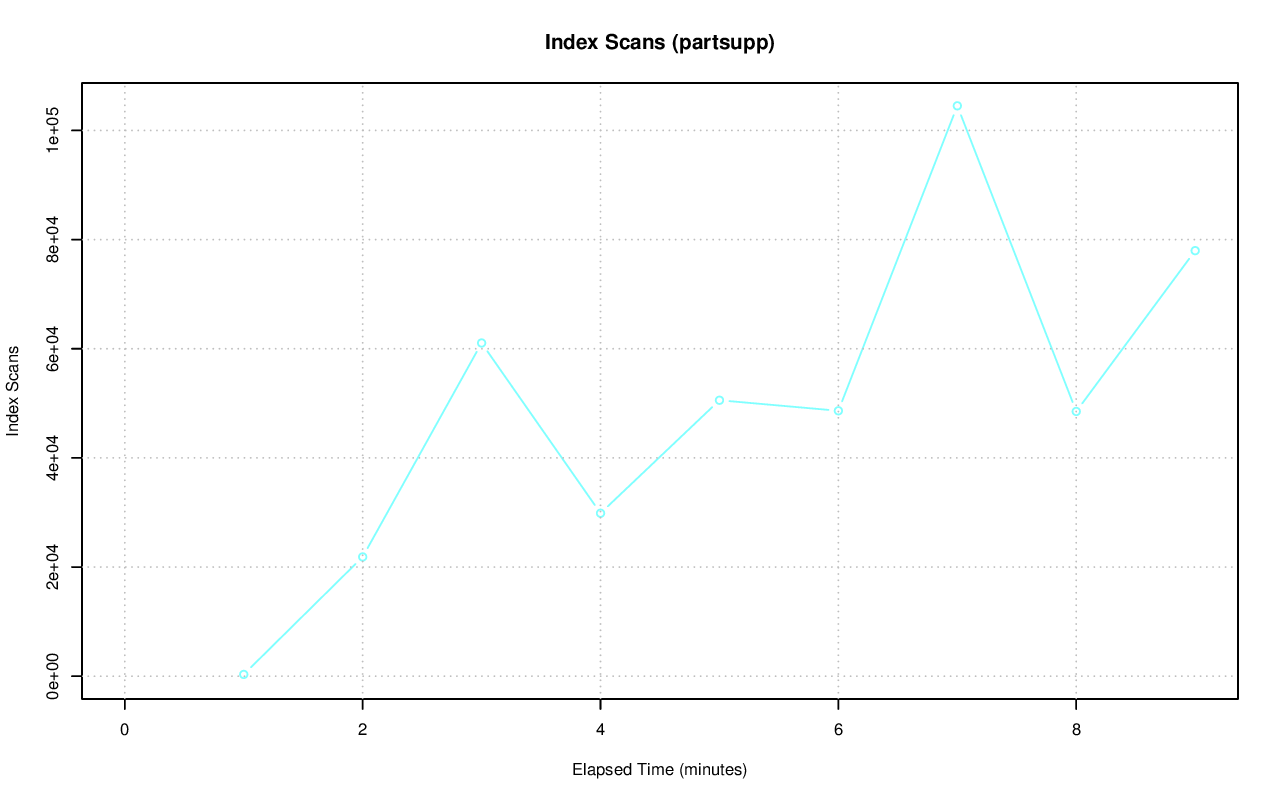 Index Scans (partsupp)
Index Scans
1e+05
8e+04
6e+04
4e+04
2e+04
0e+00
0 2 4 6 8
Elapsed Time (minutes)